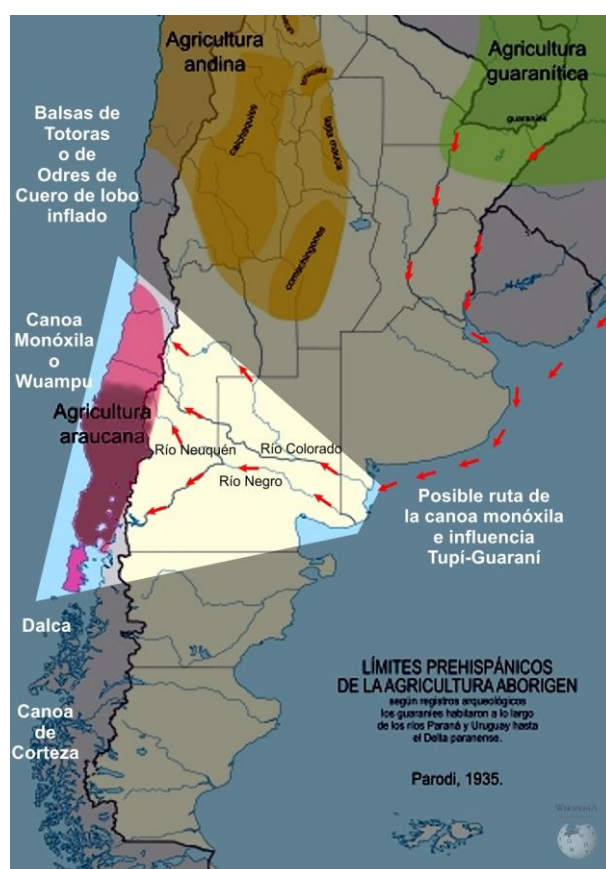 Agricultura
andina
Agricultura
guaranítica
guaraníes
calchaquíes
comechingones
Balsas de
Totoras
o de
Odres de
Cuero de lobo
inflado
Canoa
Monóxila
o
Wuampu
Agricultura
araucana
Río Neuquén
Río Colorado
Río Negro
Posible ruta de
la canoa monóxila
e influencia
Tupí-Guaraní
Dalca
Canoa
de
Corteza
LÍMITES PREHISPÁNICOS
DE LA AGRICULTURA ABORIGEN
según registros arqueológicos
los guaraníes habitaron a lo largo
de los ríos Paraná y Uruguay hasta
el Delta paranense.
Parodi, 1935.
WIKIPEDIA